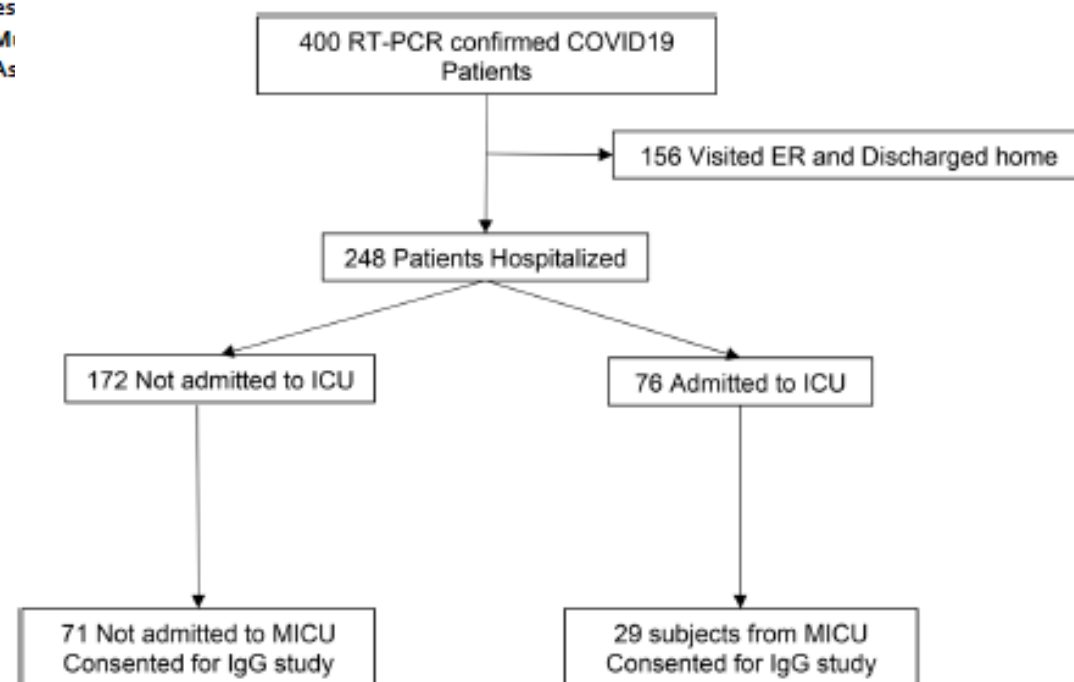 400 RT-PCR confirmed COVID19
Patients
156 Visited ER and Discharged home
248 Patients Hospitalized
172 Not admitted to ICU
76 Admitted to ICU
71 Not admitted to MICU
Consented for IgG study
29 subjects from MICU
Consented for IgG study